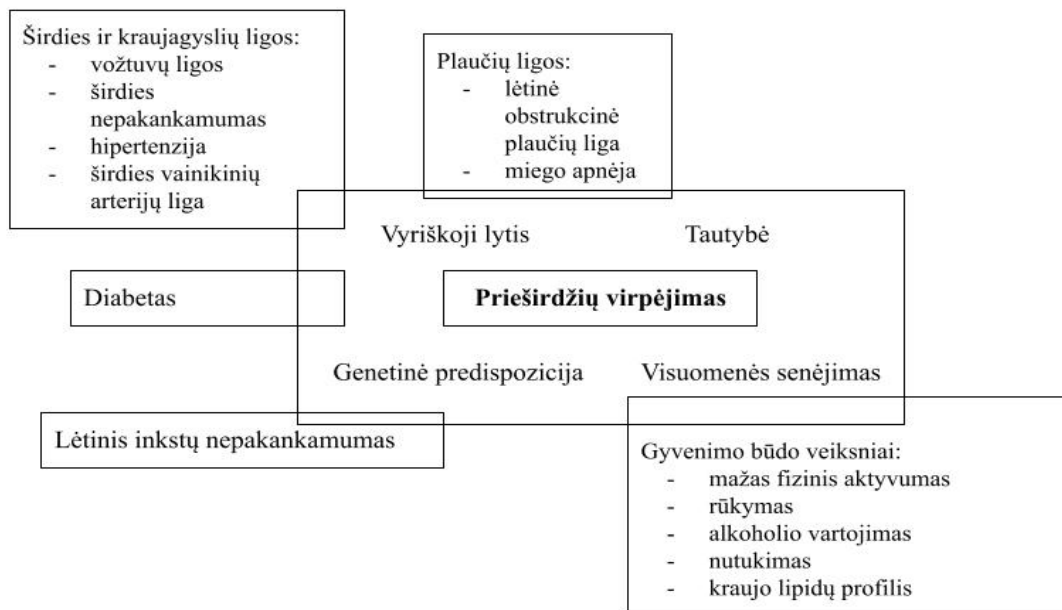 Širdies ir kraujagyslių ligos:
- vožtuvų ligos
- širdies
nepakankamumas
- hipertenzija
- širdies vainikinių
arterijų liga
Plaučių ligos:
- lėtinė
obstrukcinė
plaučių liga
- miego apnėja
Vyriškoji lytis
Tautybė
Diabetas
Prieširdžių virpėjimas
Genetinė predispozicija
Visuomenės senėjimas
Lėtinis inkstų nepakankamumas
Gyvenimo būdo veiksniai:
- mažas fizinis aktyvumas
- rūkymas
- alkoholio vartojimas
- nutukimas
- kraujo lipidų profilis